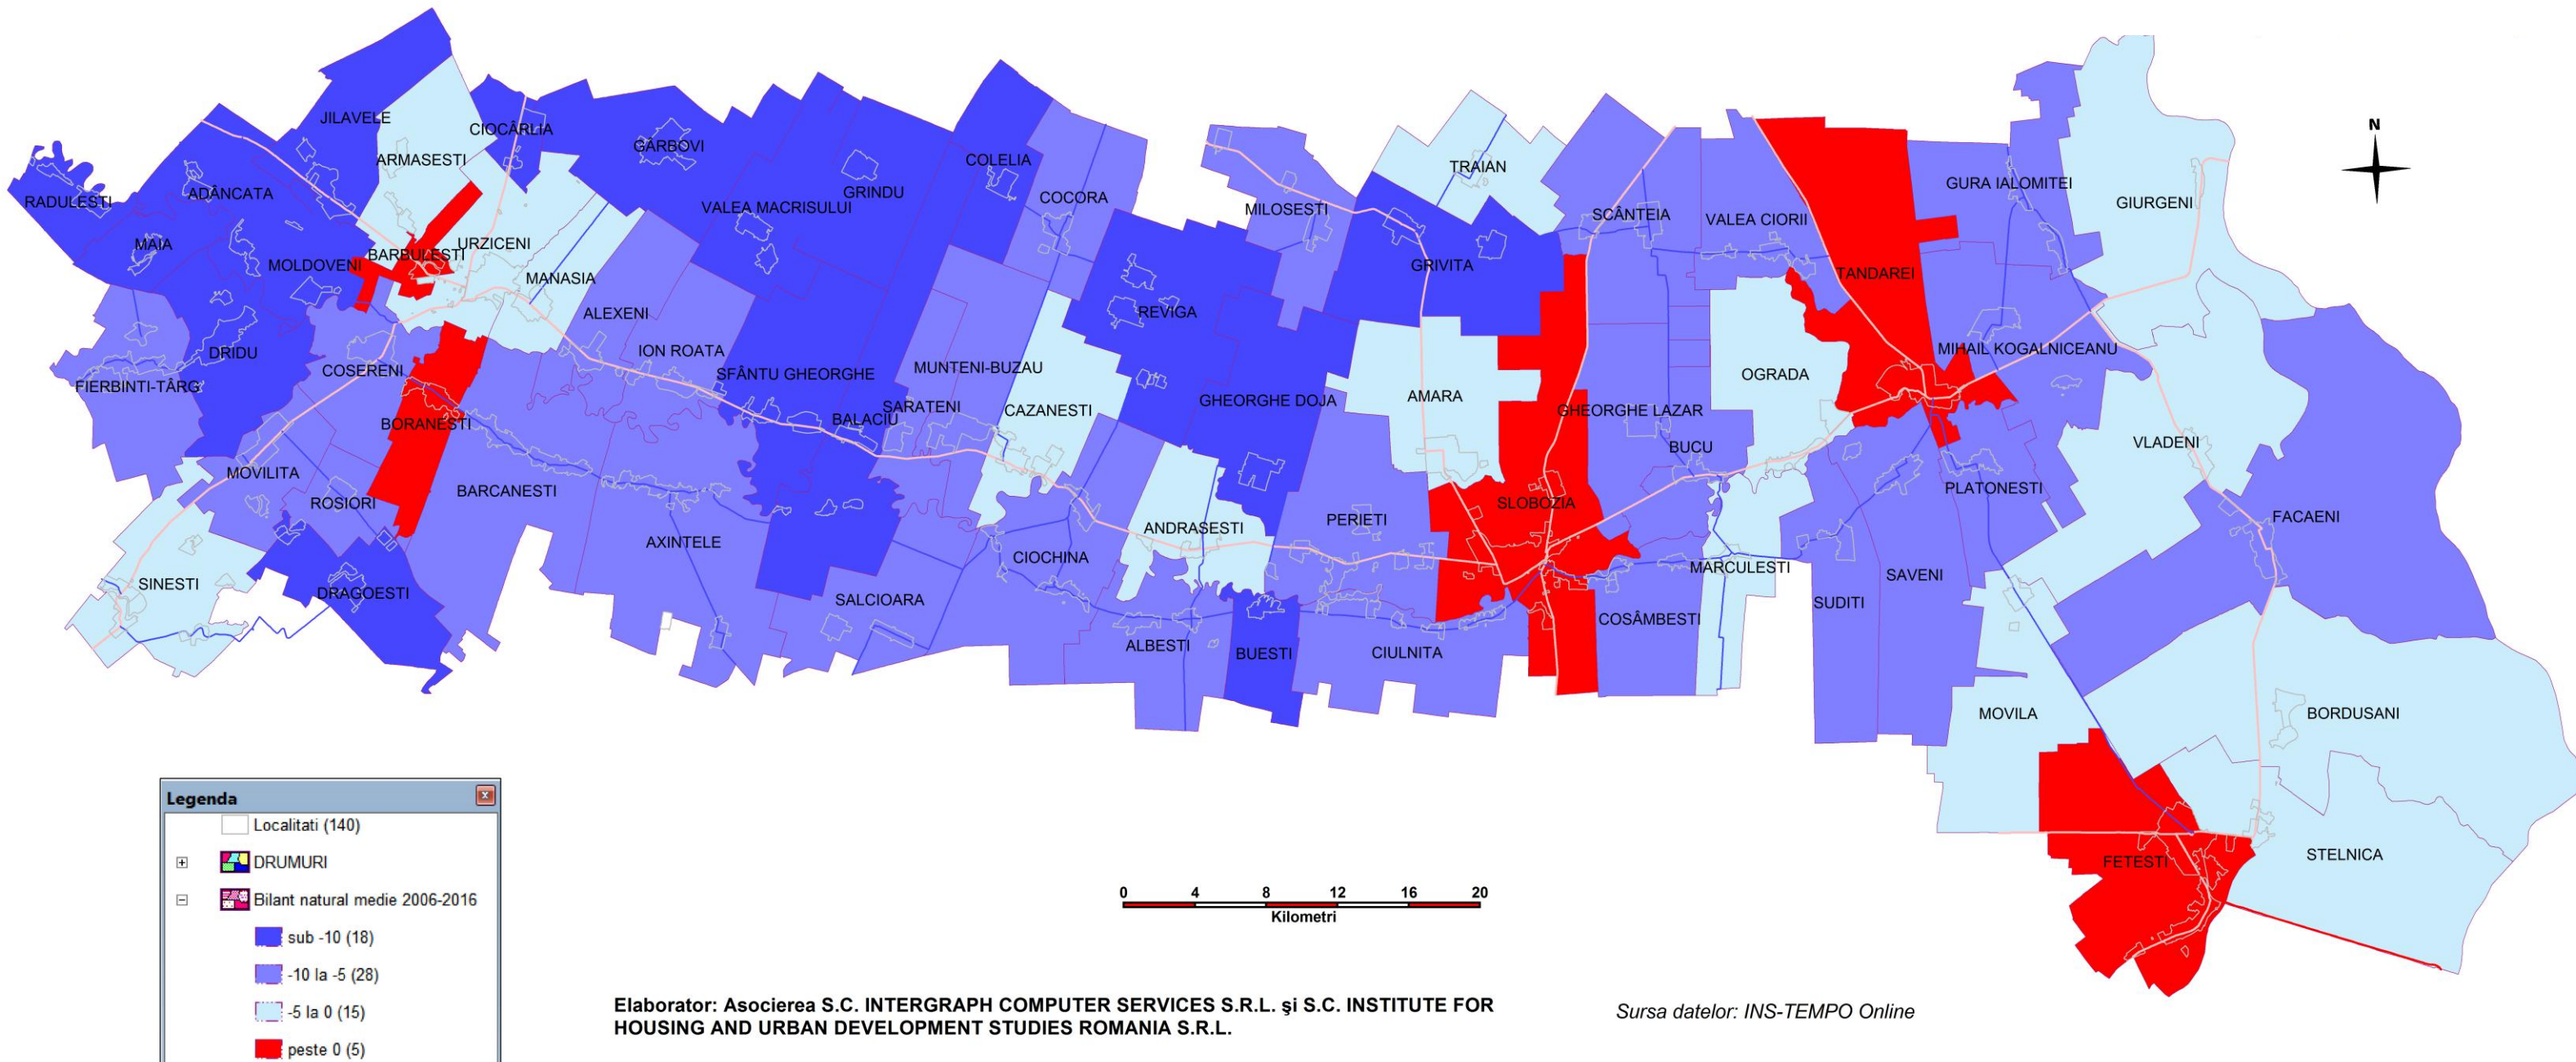 N
JILAVELE
CIOCÂRLIA
GÂRBOVI
ARMASESTI
COLELIA
TRAIAN
RADULESTI
ADÂNCATA
GRINDU
COCORA
GURA IALOMITEI
VALEA MACRISULUI
MILOSESTI
SCÂNTEIA
VALEA CIORII
GIURGENI
MAIA
BARBULESTI
URZICENI
MOLDOVENI
MANASIA
GRIVITA
TANDAREI
ALEXENI
REVIGA
DRIDU
ION ROATA
MIHAIL KOGALNICEANU
FIERBINTI-TÂRG
COSERENI
SFÂNTU GHEORGHE
MUNTENI-BUZAU
OGRADA
BORANESTI
BALACIU
SARATENI
CAZANESTI
GHEORGHE DOJA
AMARA
GHEORGHE LAZAR
BUCU
VLADENI
MOVILITA
ROSIORI
BARCANESTI
SLOBOZIA
PLATONESTI
AXINTELE
ANDRASESTI
PERIETI
FACAENI
SINESTI
DRAGOESTI
CIOCHINA
MARCULESTI
SAVENI
SALCIOARA
SUDITI
ALBESTI
BUESTI
CIULNITA
COSÂMBESTI
MOVILA
BORDUSANI
FETESTI
STELNICA
Legenda
Localitati (140)
DRUMURI
Bilant natural medie 2006-2016
sub -10 (18)
-10 la -5 (28)
-5 la 0 (15)
peste 0 (5)
0 4 8 12 16 20
Kilometri
Elaborator: Asocierea S.C. INTERGRAPH COMPUTER SERVICES S.R.L. şi S.C. INSTITUTE FOR
HOUSING AND URBAN DEVELOPMENT STUDIES ROMANIA S.R.L.
Sursa datelor: INS-TEMPO Online